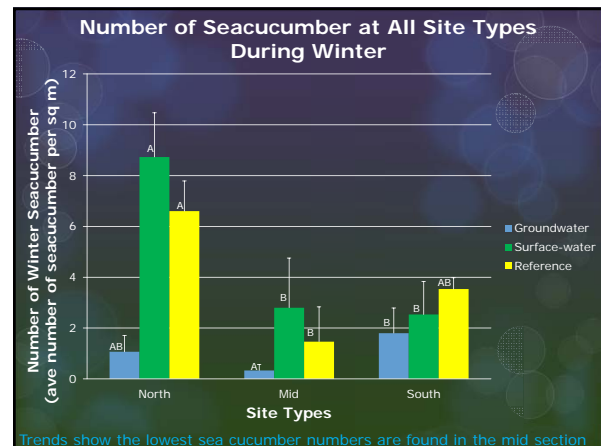 Number of Seacucumber at All Site Types
During Winter
Number of Winter Seacucumber
(ave number of seacucumber per sq m)
12
10
8
6
4
2
0
AB
A
A
A
B
B
B
B
AB
North
Mid
South
Site Types
Groundwater
Surface-water
Reference
Trends show the lowest sea cucumber numbers are found in the mid section